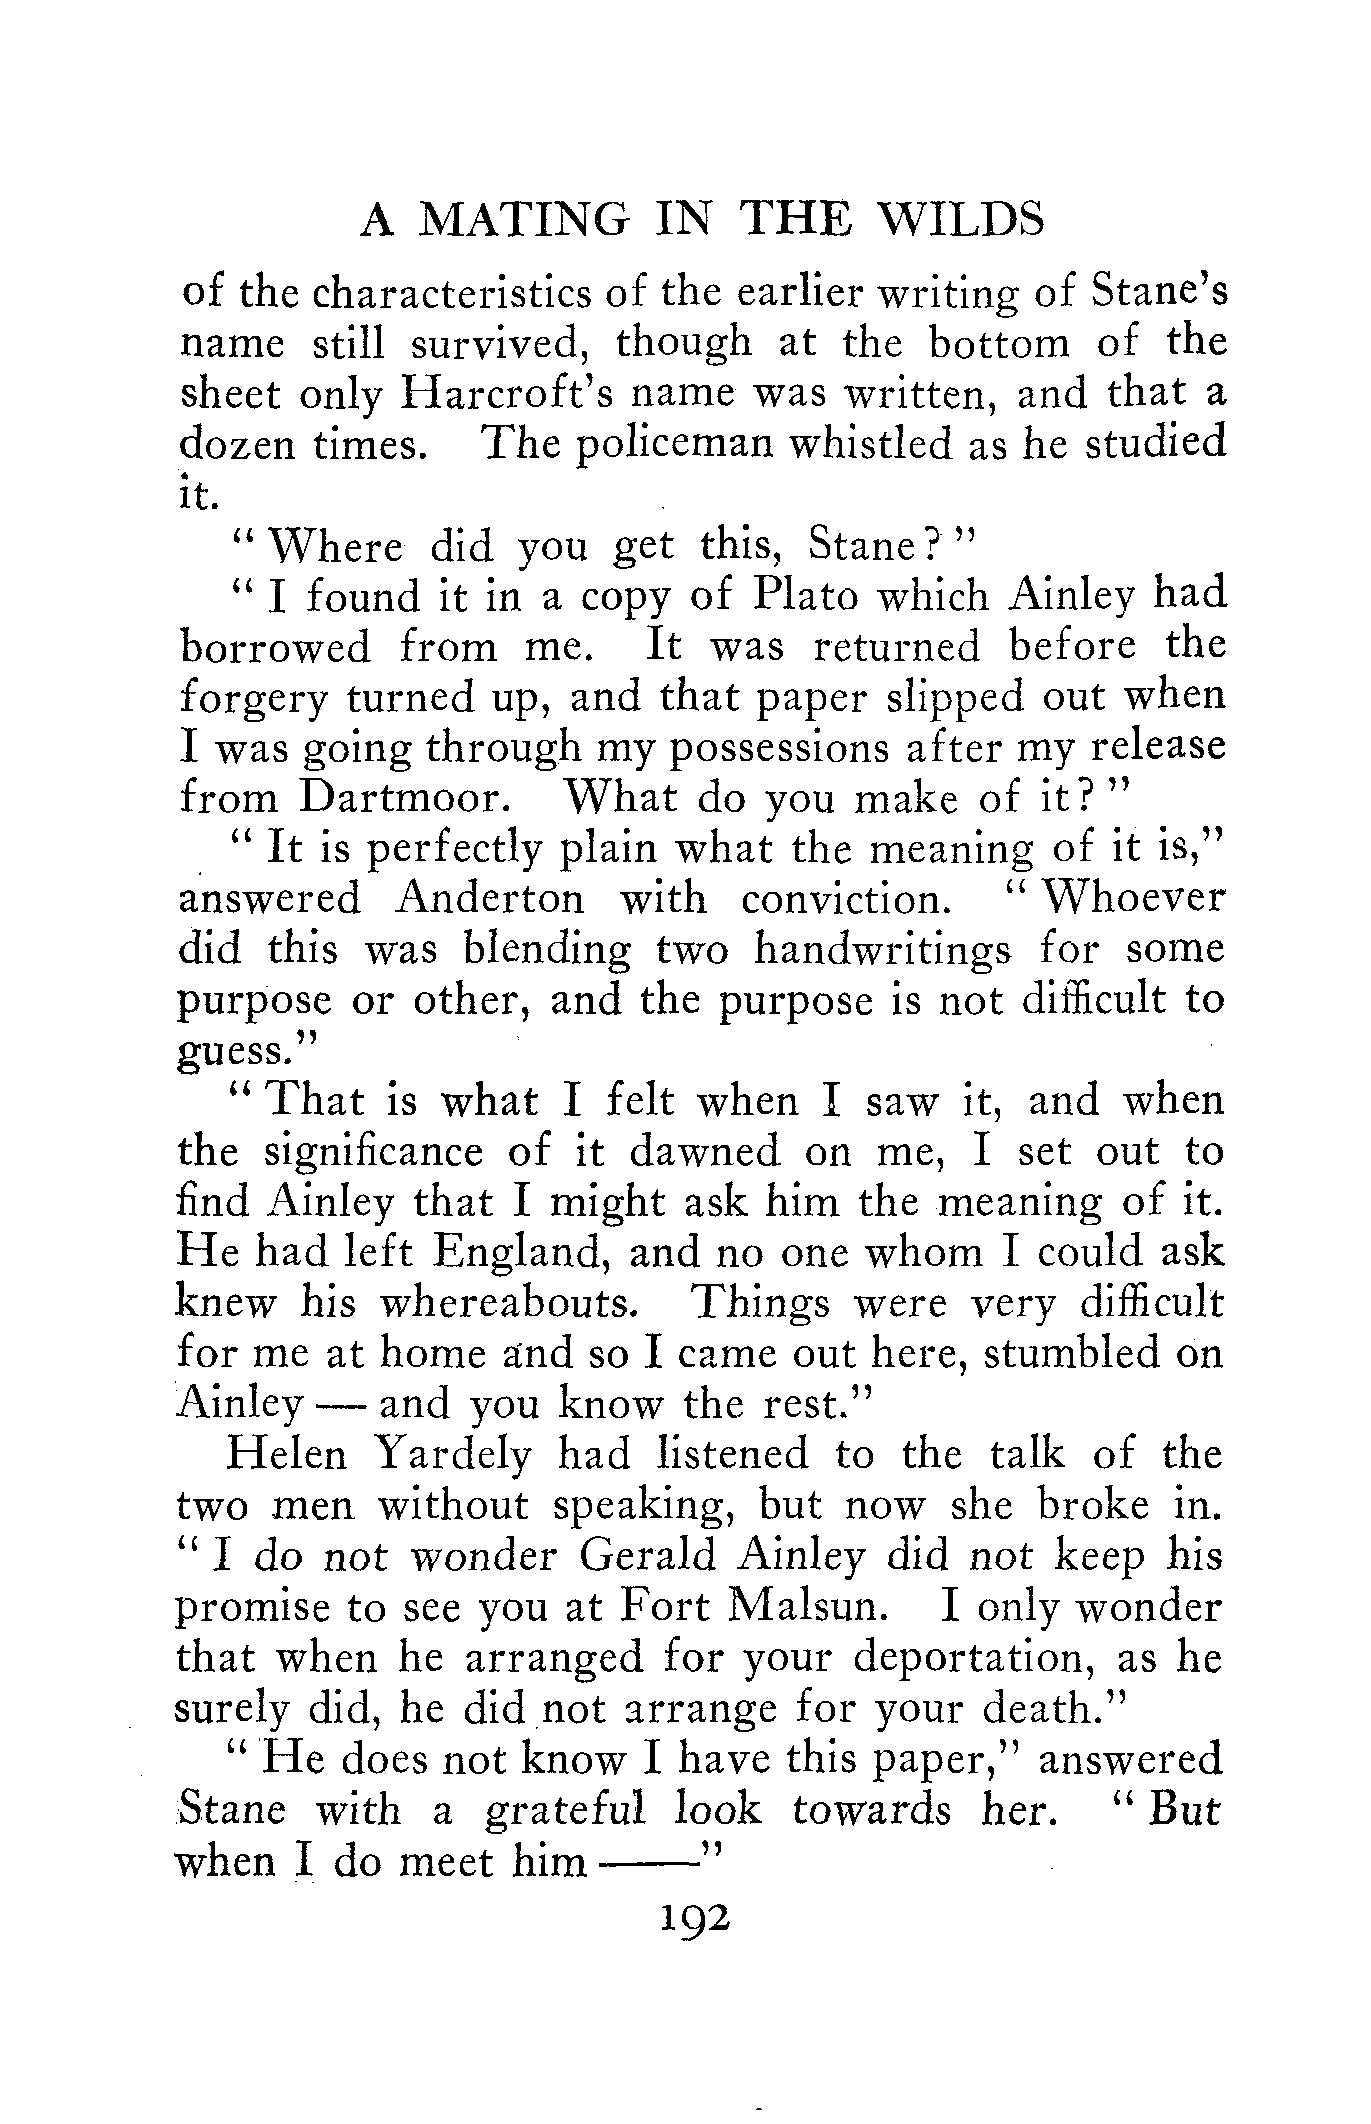 A MATING IN THE WILDS
of the characteristics of the earlier writing of Stane's
name still survived, though at the bottom of the
sheet only Harcroft's name was written, and that a
dozen times. The policeman whistled as he studied
it.
“ Where did you get this, Stane? ”
“ I found it in a copy of Plato which Ainley had
borrowed from me. It was returned before the
forgery turned up, and that paper slipped out when
I was going through my possessions after my release
from Dartmoor. What do you make of it? ”
“ It is perfectly plain what the meaning of it is,”
answered Anderton with conviction. “ Whoever
did this was blending two handwritings for some
purpose or other, and the purpose is not difficult to
guess.”
“ That is what I felt when I saw it, and when
the significance of it dawned on me, I set out to
find Ainley that I might ask him the meaning of it.
He had left England, and no one whom I could ask
knew his whereabouts. Things were very difficult
for me at home and so I came out here, stumbled on
Ainley — and you know the rest.”
Helen Yardely had listened to the talk of the
two men without speaking, but now she broke in.
“ I do not wonder Gerald Ainley did not keep his
promise to see you at Fort Malsun. I only wonder
that when he arranged for your deportation, as he
surely did, he did not arrange for your death.”
“ He does not know I have this paper,” answered
Stane with a grateful look towards her. “ But
when I do meet him ——”
192